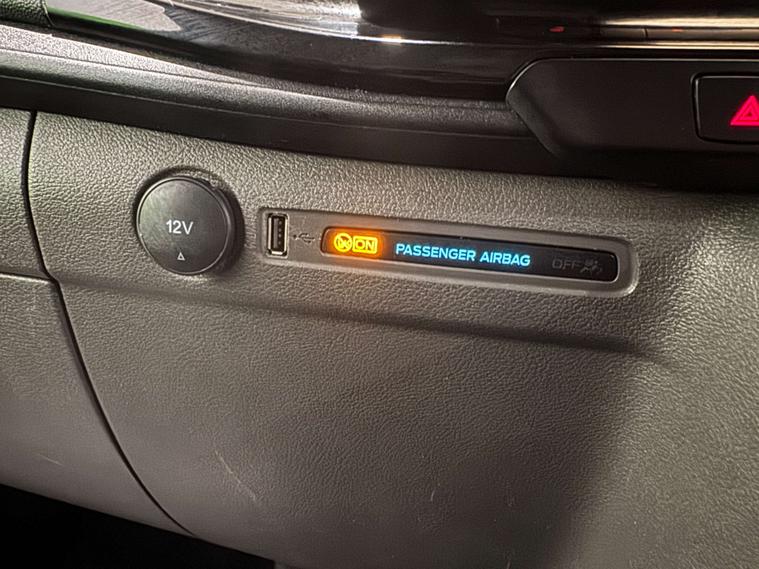 12V
ON PASSENGER AIRBAG OFF